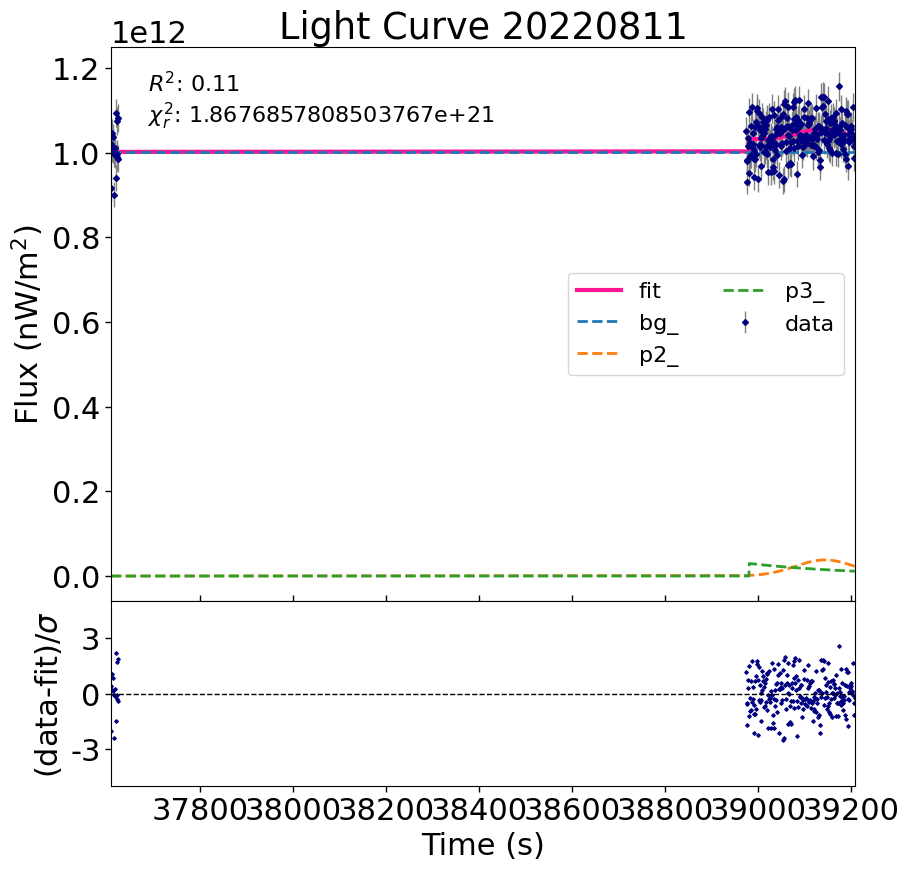 Light Curve 20220811
1e12
R²: 0.11
χ²ᵣ: 1.8676857808503767e+21
1.2
1.0
0.8
0.6
0.4
0.2
0.0
Flux (nW/m²)
fit
bg_
p2_
p3_
data
3
0
-3
(data-fit)/σ
37800 38000 38200 38400 38600 38800 39000 39200
Time (s)